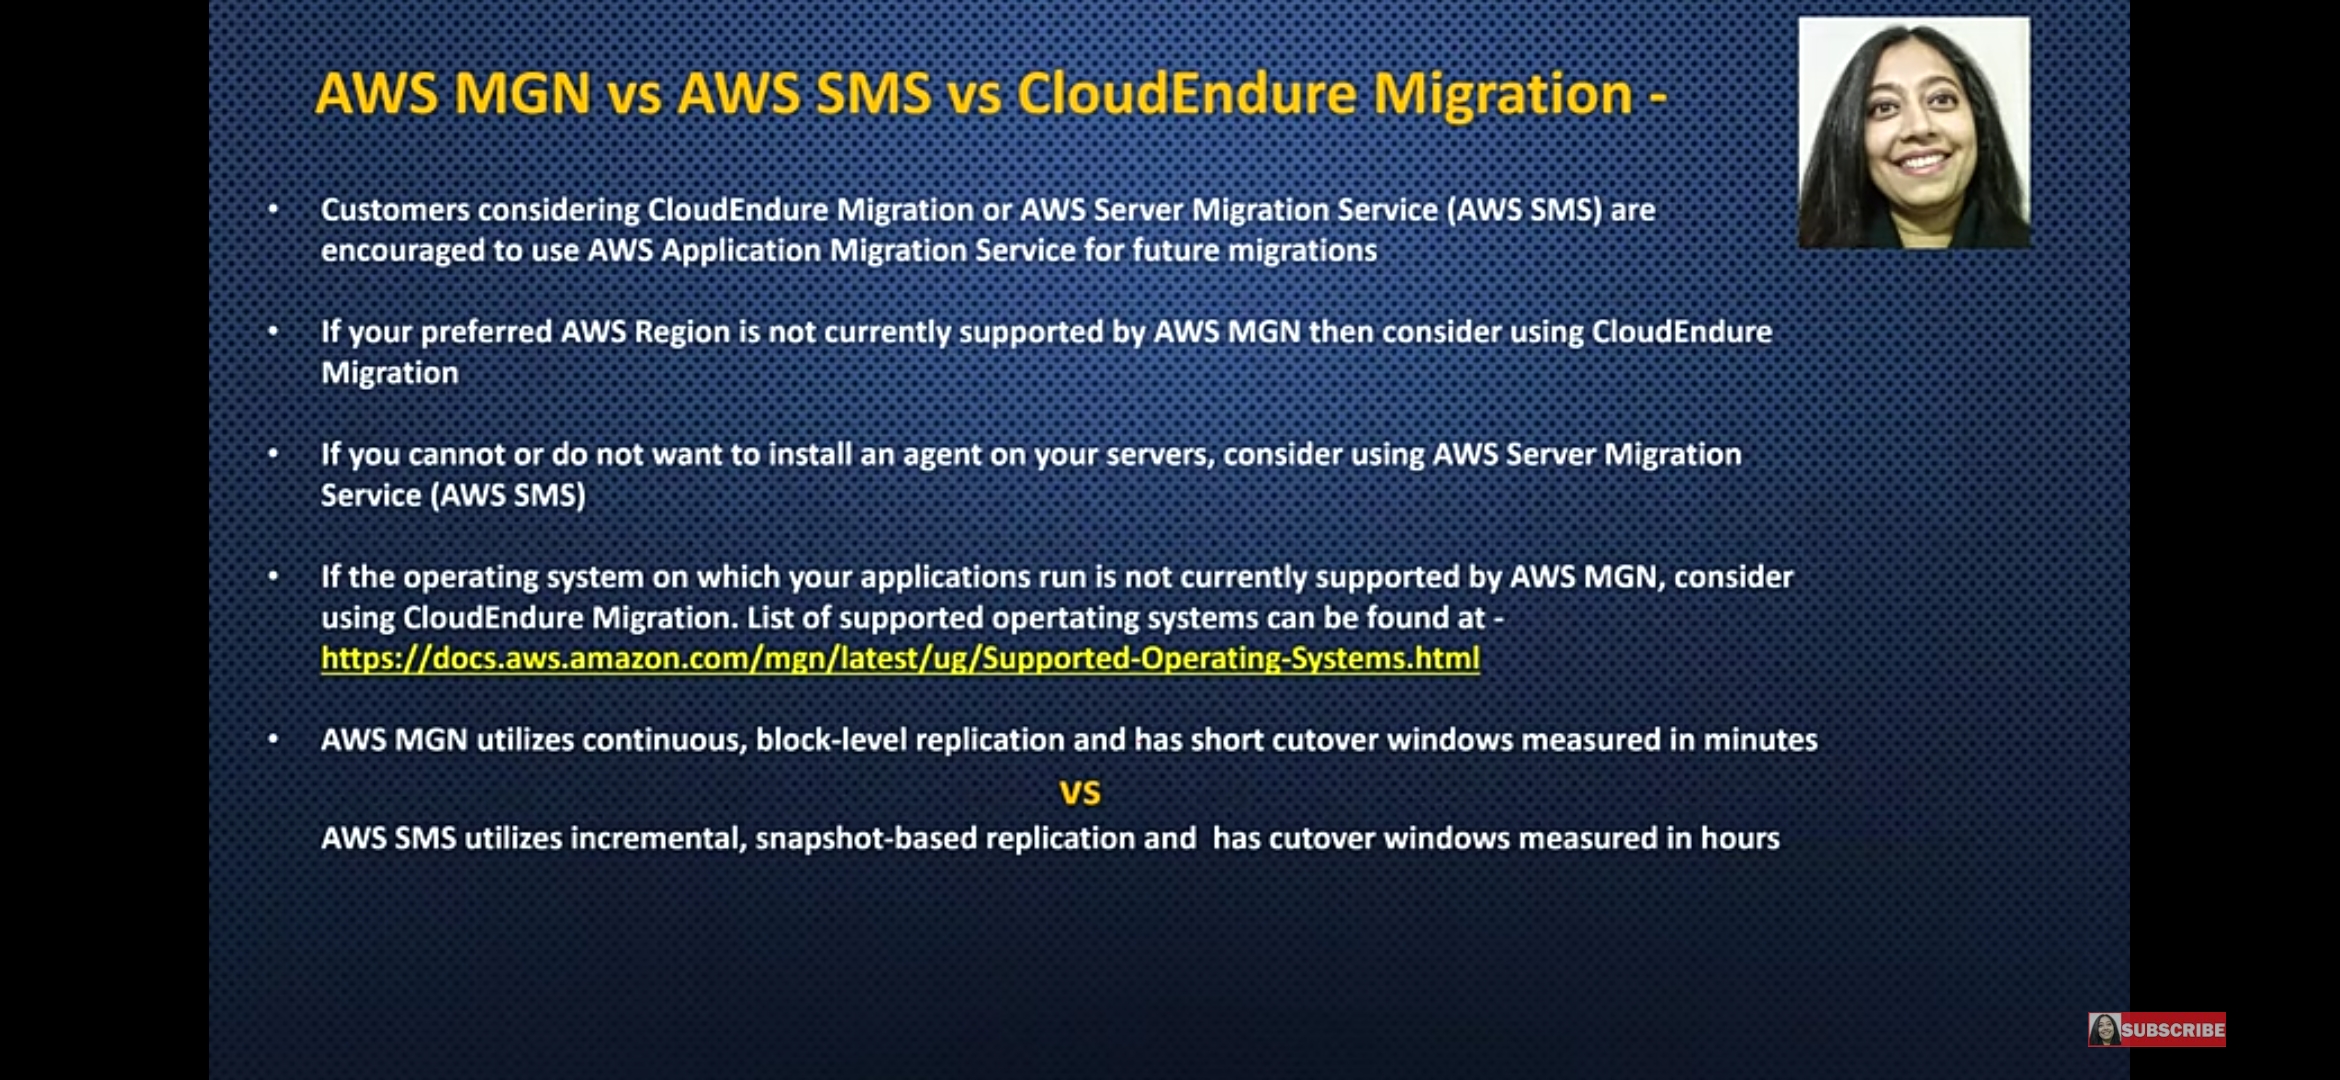 AWS MGN vs AWS SMS vs CloudEndure Migration -
• Customers considering CloudEndure Migration or AWS Server Migration Service (AWS SMS) are
encouraged to use AWS Application Migration Service for future migrations
• If your preferred AWS Region is not currently supported by AWS MGN then consider using CloudEndure
Migration
• If you cannot or do not want to install an agent on your servers, consider using AWS Server Migration
Service (AWS SMS)
• If the operating system on which your applications run is not currently supported by AWS MGN, consider
using CloudEndure Migration. List of supported opertating systems can be found at -
https://docs.aws.amazon.com/mgn/latest/ug/Supported-Operating-Systems.html
• AWS MGN utilizes continuous, block-level replication and has short cutover windows measured in minutes
VS
AWS SMS utilizes incremental, snapshot-based replication and  has cutover windows measured in hours
SUBSCRIBE